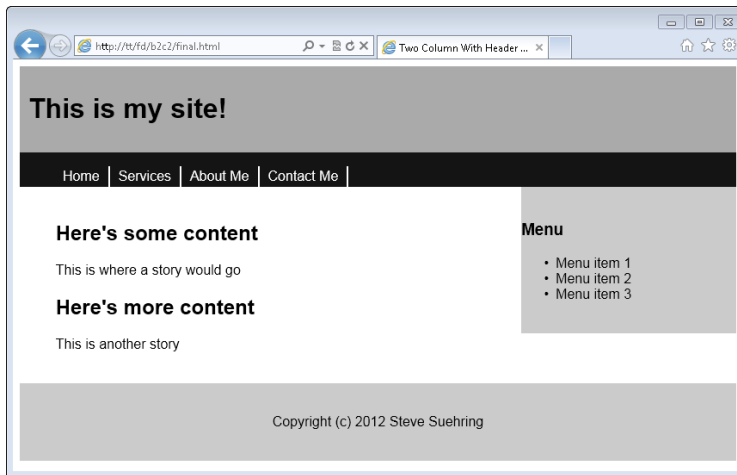 http://tt/fd/b2c2/final.html
Two Column With Header ...
This is my site!
Home Services About Me Contact Me
Here's some content
This is where a story would go
Here's more content
This is another story
Menu
• Menu item 1
• Menu item 2
• Menu item 3
Copyright (c) 2012 Steve Suehring